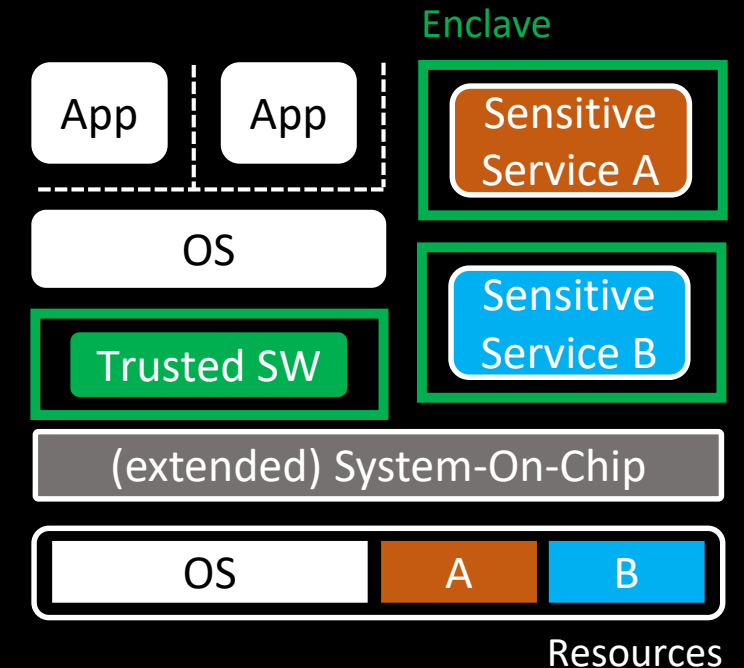 Enclave
App
App
Sensitive
Service A
OS
Sensitive
Service B
Trusted SW
(extended) System-On-Chip
OS
A
B
Resources